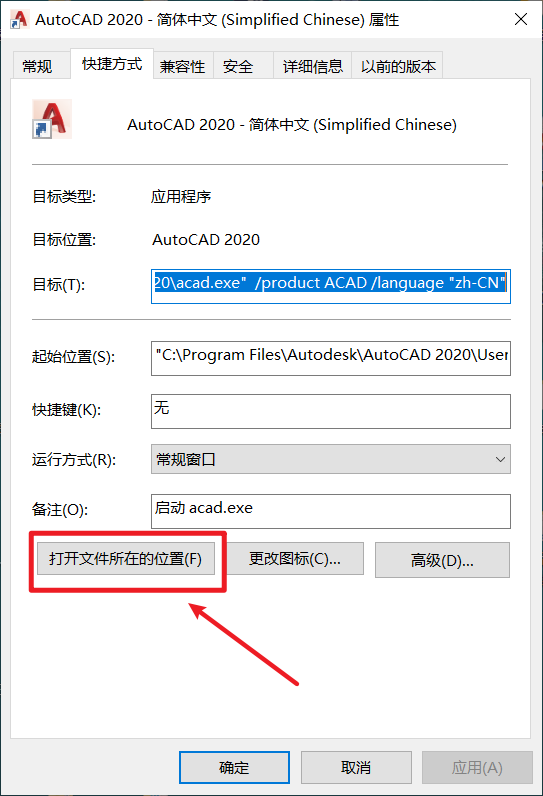 AutoCAD 2020 - 简体中文 (Simplified Chinese) 属性
常规 快捷方式 兼容性 安全 详细信息 以前的版本
AutoCAD 2020 - 简体中文 (Simplified Chinese)
目标类型: 应用程序
目标位置: AutoCAD 2020
目标(T): 20\acad.exe" /product ACAD /language "zh-CN"
起始位置(S): "C:\Program Files\Autodesk\AutoCAD 2020\User
快捷键(K): 无
运行方式(R): 常规窗口
备注(O): 启动 acad.exe
打开文件所在的位置(F) 更改图标(C)... 高级(D)...
确定 取消 应用(A)